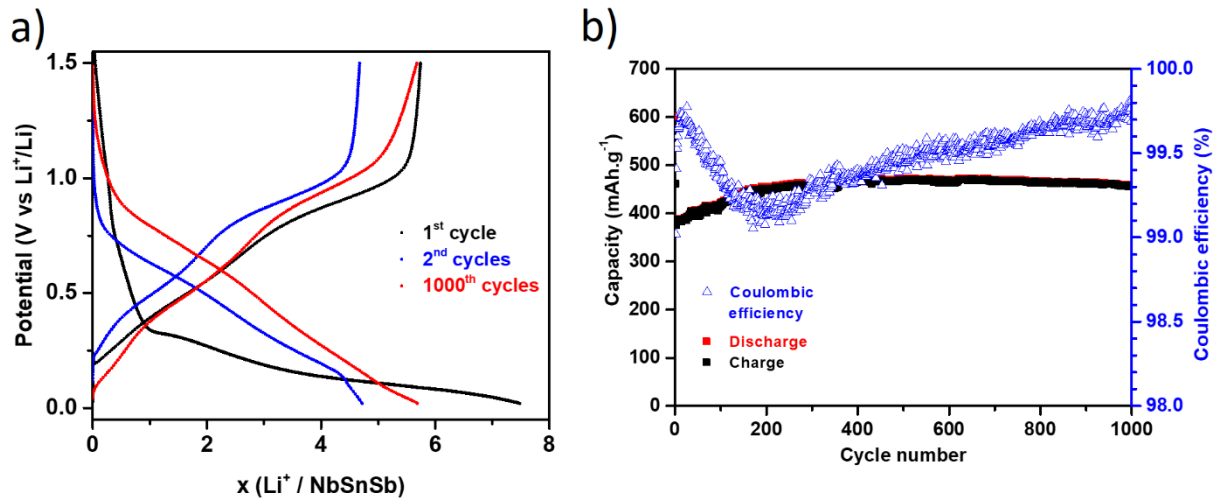 a)
1.5
1.0
0.5
0.0
Potential (V vs Li⁺/Li)
1ˢᵗ cycle
2ⁿᵈ cycles
1000ᵗʰ cycles
0 2 4 6 8
x (Li⁺ / NbSnSb)
b)
700
600
500
400
300
200
100
0
Capacity (mAh.g⁻¹)
Coulombic
efficiency
Discharge
Charge
0 200 400 600 800 1000
Cycle number
100.0
99.5
99.0
98.5
98.0
Coulombic efficiency (%)